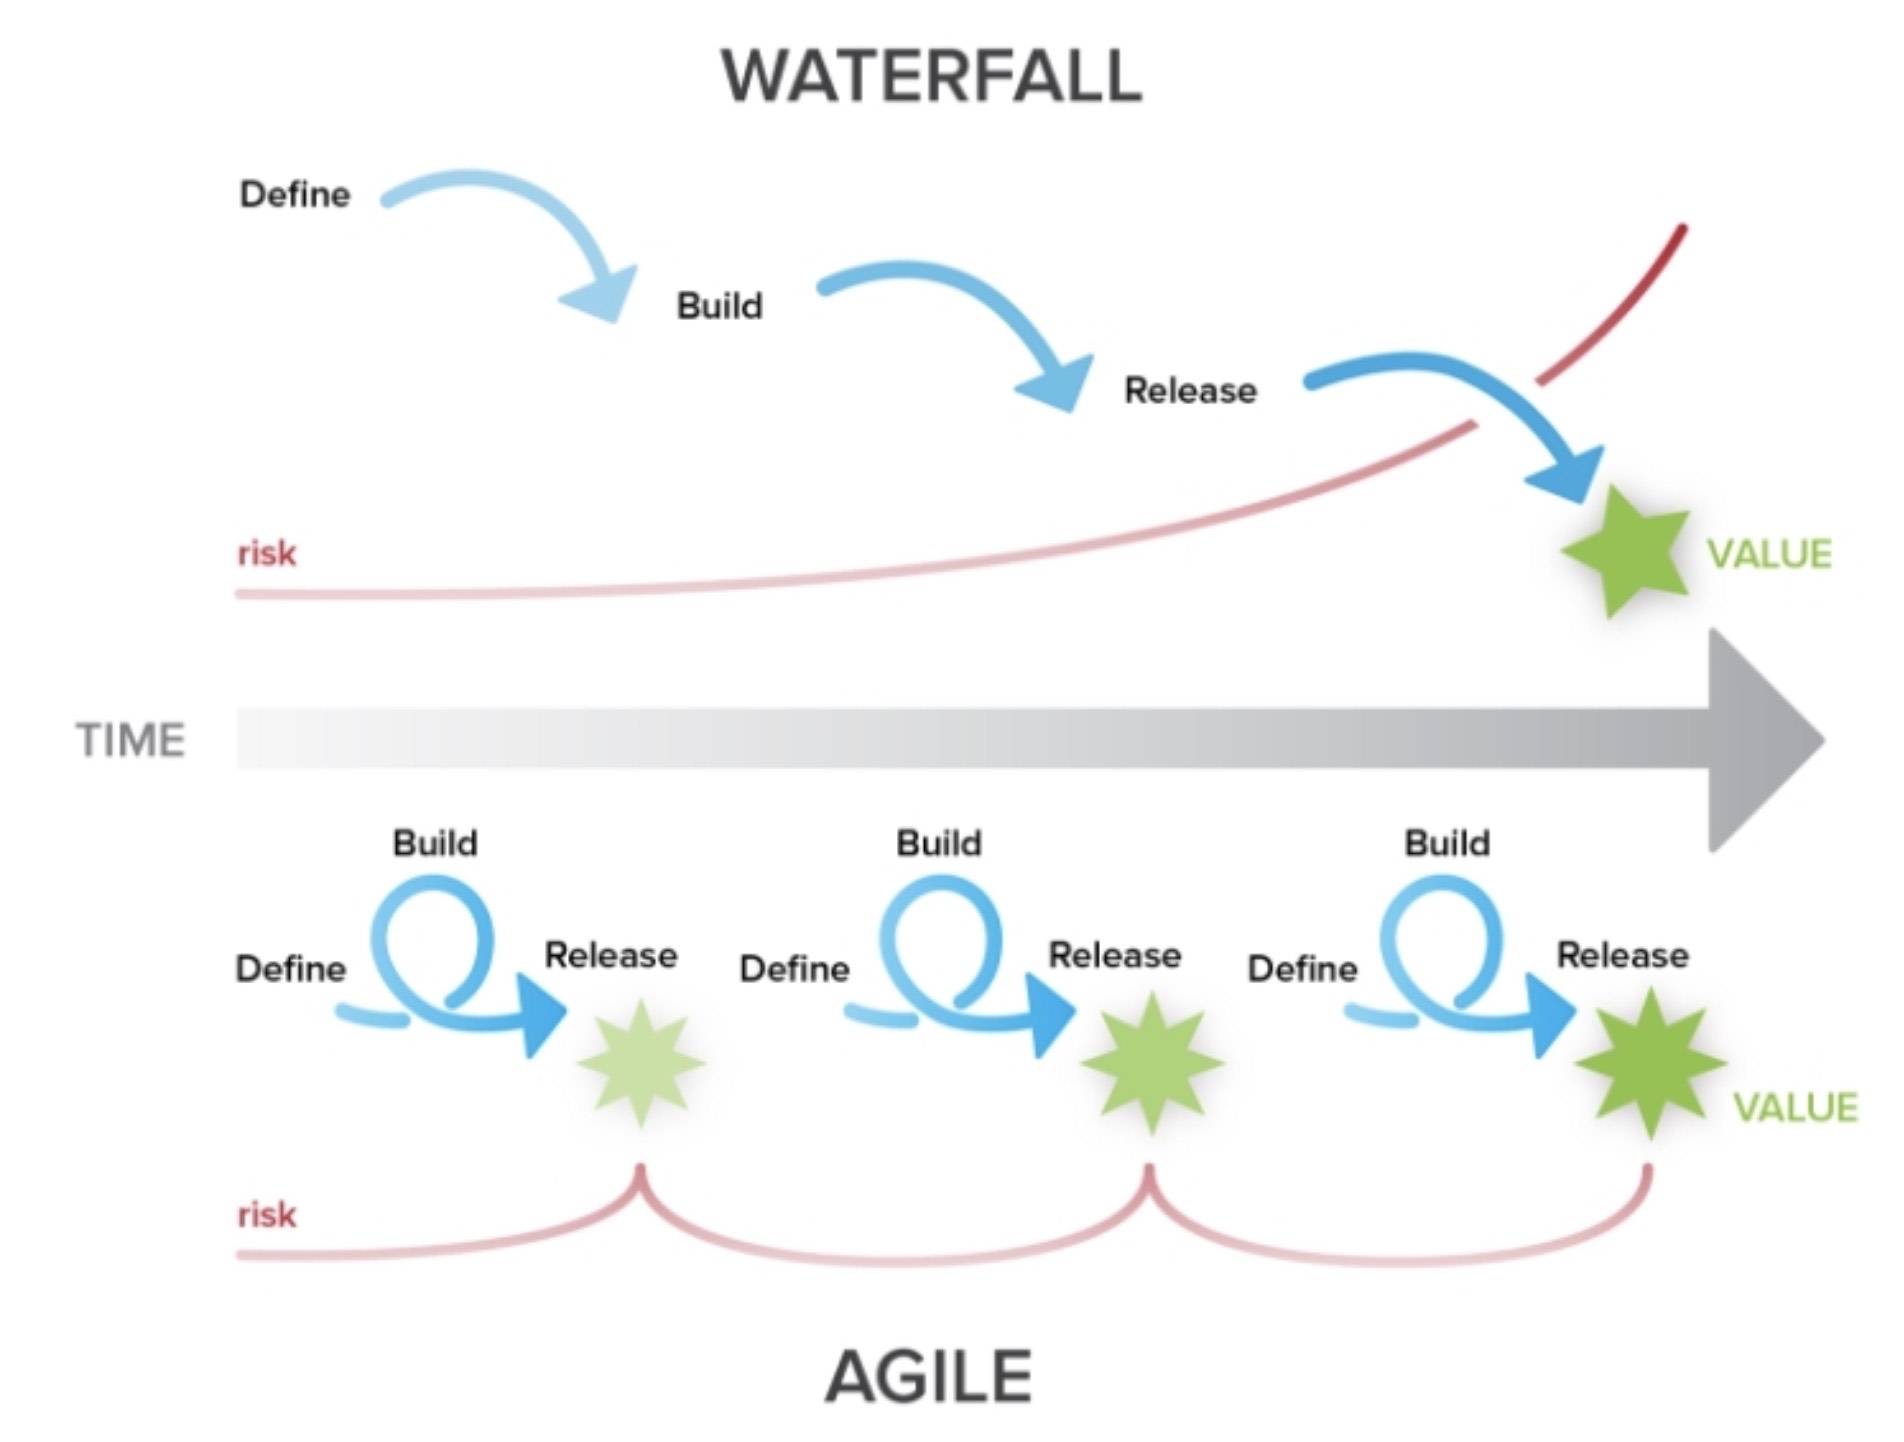 WATERFALL
Define
Build
Release
risk
VALUE
TIME
Build
Build
Build
Define
Release
Define
Release
Define
Release
VALUE
risk
AGILE